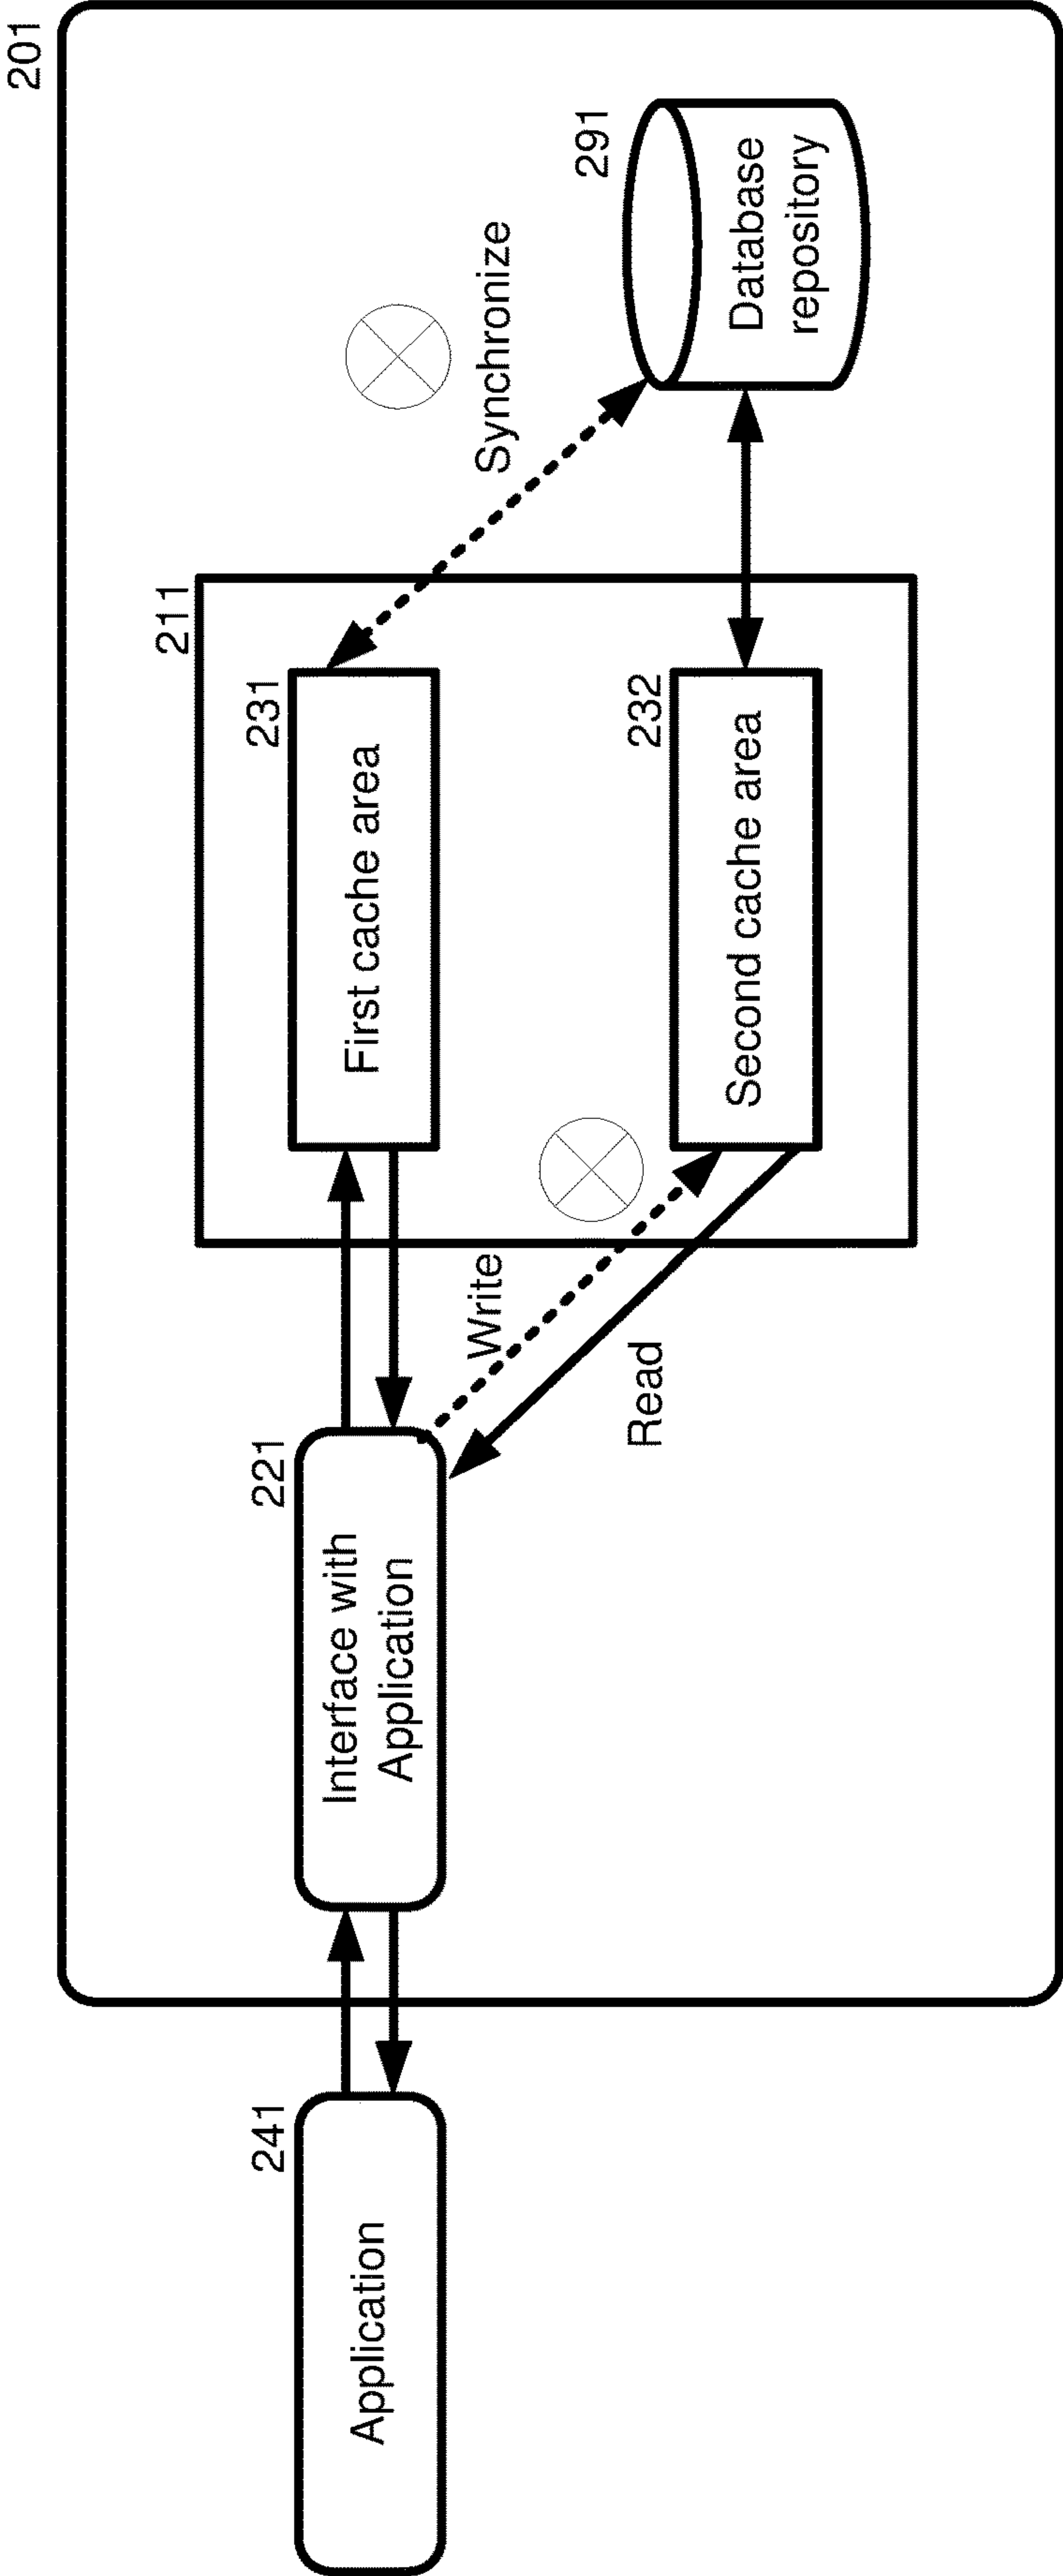 201
211
291
Synchronize
Database
repository
231
First cache area
232
Second cache area
Write
Read
221
Interface with
Application
241
Application